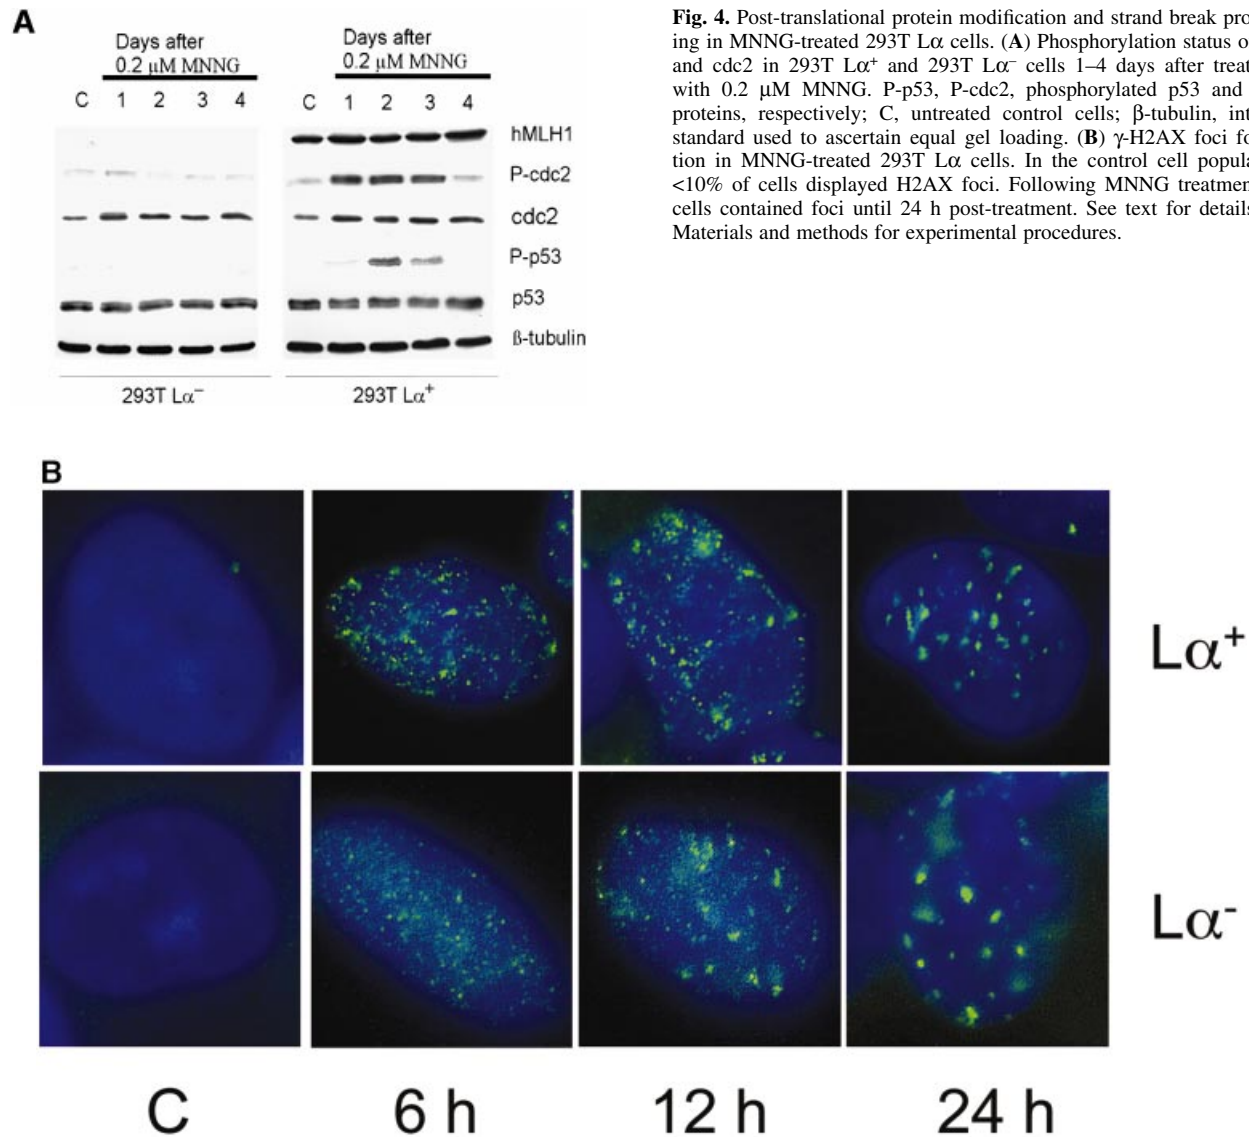 A
Days after
0.2 µM MNNG
C 1 2 3 4
Days after
0.2 µM MNNG
C 1 2 3 4
hMLH1
P-cdc2
cdc2
P-p53
p53
ß-tubulin
293T Lα⁻
293T Lα⁺
Fig. 4. Post-translational protein modification and strand break pro
ing in MNNG-treated 293T Lα cells. (A) Phosphorylation status o
and cdc2 in 293T Lα⁺ and 293T Lα⁻ cells 1–4 days after treat
with 0.2 µM MNNG. P-p53, P-cdc2, phosphorylated p53 and
proteins, respectively; C, untreated control cells; β-tubulin, int
standard used to ascertain equal gel loading. (B) γ-H2AX foci fo
tion in MNNG-treated 293T Lα cells. In the control cell popula
<10% of cells displayed H2AX foci. Following MNNG treatmen
cells contained foci until 24 h post-treatment. See text for details
Materials and methods for experimental procedures.
B
Lα⁺
Lα⁻
C 6 h 12 h 24 h